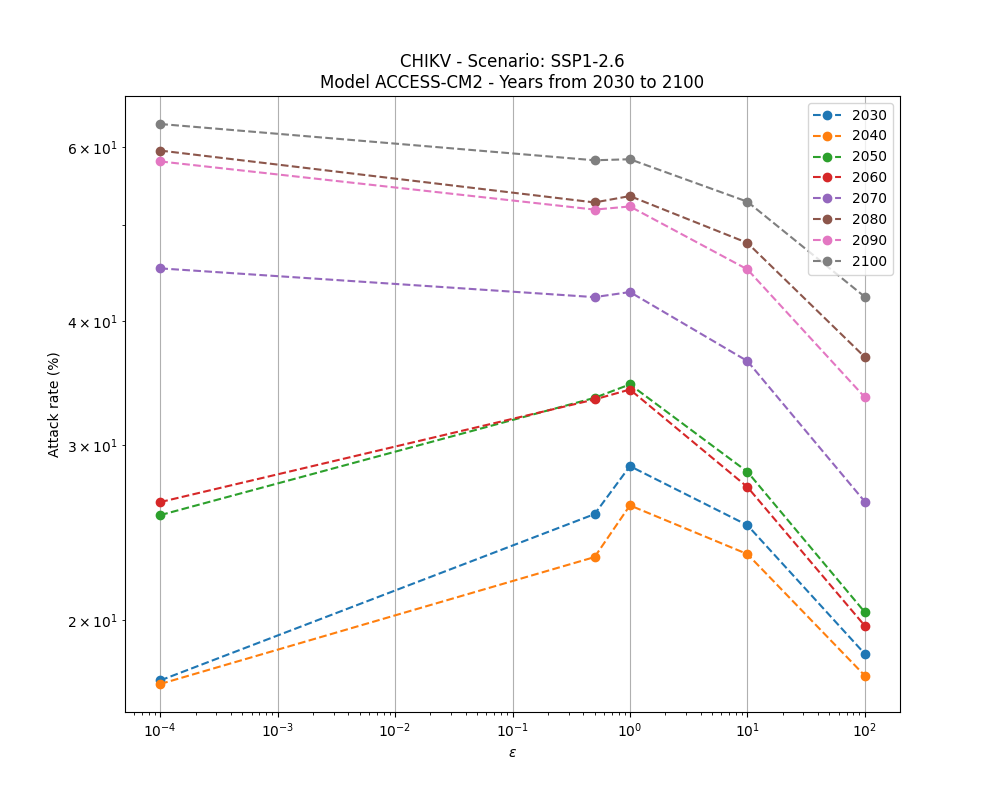 CHIKV - Scenario: SSP1-2.6
Model ACCESS-CM2 - Years from 2030 to 2100
2030
2040
2050
2060
2070
2080
2090
2100
6 × 10¹
4 × 10¹
3 × 10¹
2 × 10¹
Attack rate (%)
10⁻⁴ 10⁻³ 10⁻² 10⁻¹ 10⁰ 10¹ 10²
ε